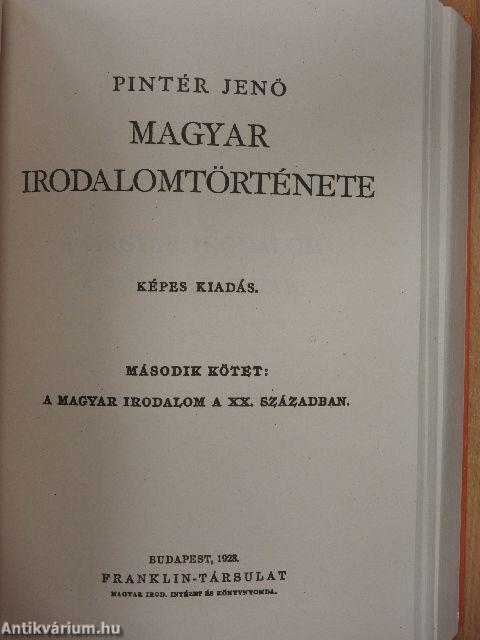 PINTÉR JENŐ
MAGYAR
IRODALOMTÖRTÉNETE
KÉPES KIADÁS.
MÁSODIK KÖTET:
A MAGYAR IRODALOM A XX. SZÁZADBAN.
BUDAPEST, 1928.
FRANKLIN-TÁRSULAT
MAGYAR IROD. INTÉZET ÉS KÖNYVNYOMDA.
Antikvárium.hu